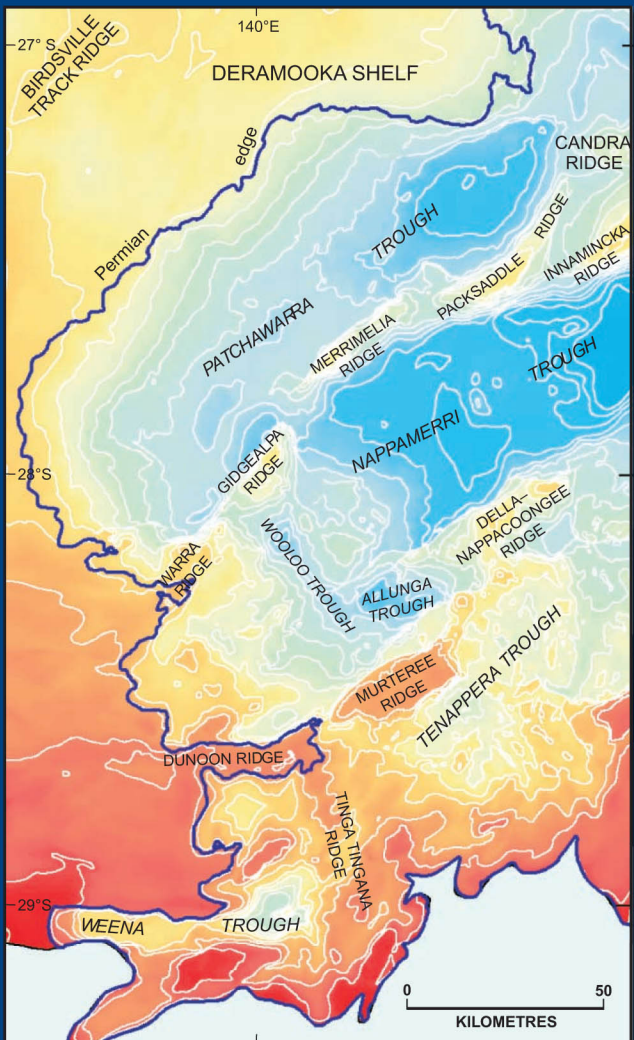 140°E
27°S
BIRDSVILLE
TRACK RIDGE
DERAMOOKA SHELF
CANDRA
RIDGE
Permian edge
TROUGH
PATCHAWARRA
PACKSADDLE RIDGE
INNAMINCKA
RIDGE
MERRIMELIA
RIDGE
TROUGH
NAPPAMERRI
28°S
GIDGEALPA
RIDGE
DELLA–
NAPPACOONGEE
RIDGE
WARRA
RIDGE
WOOLOO TROUGH
ALLUNGA
TROUGH
MURTEREE
RIDGE
TENAPPERA TROUGH
DUNOON RIDGE
TINGA TINGANA
RIDGE
29°S
WEENA TROUGH
0 50
KILOMETRES